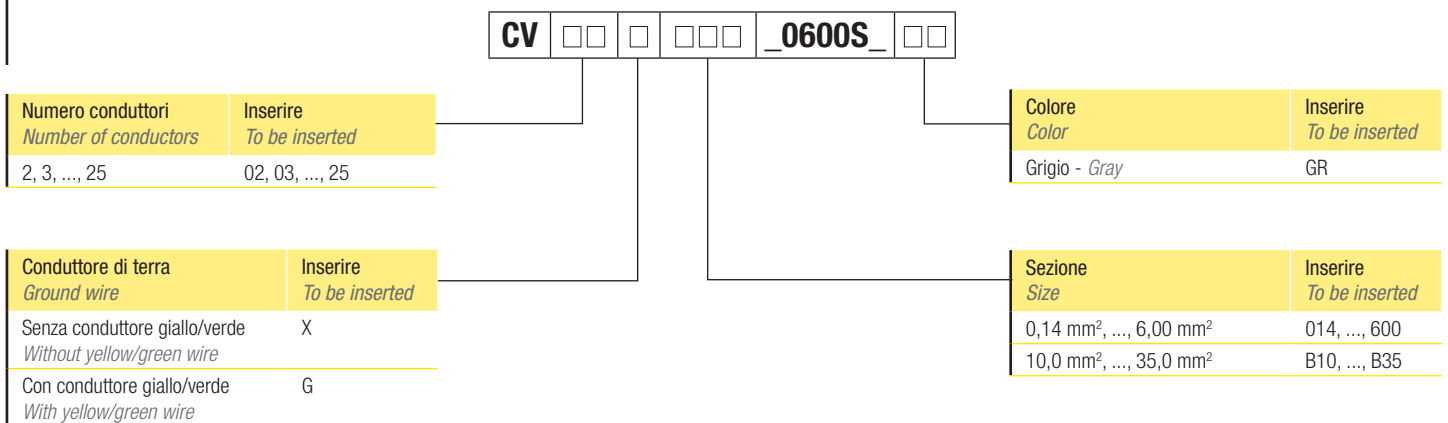 CV □□ □ □□□ _0600S_ □□
Numero conduttori Inserire
Number of conductors To be inserted
2, 3, ..., 25 02, 03, ..., 25
Colore Inserire
Color To be inserted
Grigio - Gray GR
Conduttore di terra Inserire
Ground wire To be inserted
Senza conduttore giallo/verde X
Without yellow/green wire
Con conduttore giallo/verde G
With yellow/green wire
Sezione Inserire
Size To be inserted
0,14 mm², ..., 6,00 mm² 014, ..., 600
10,0 mm², ..., 35,0 mm² B10, ..., B35